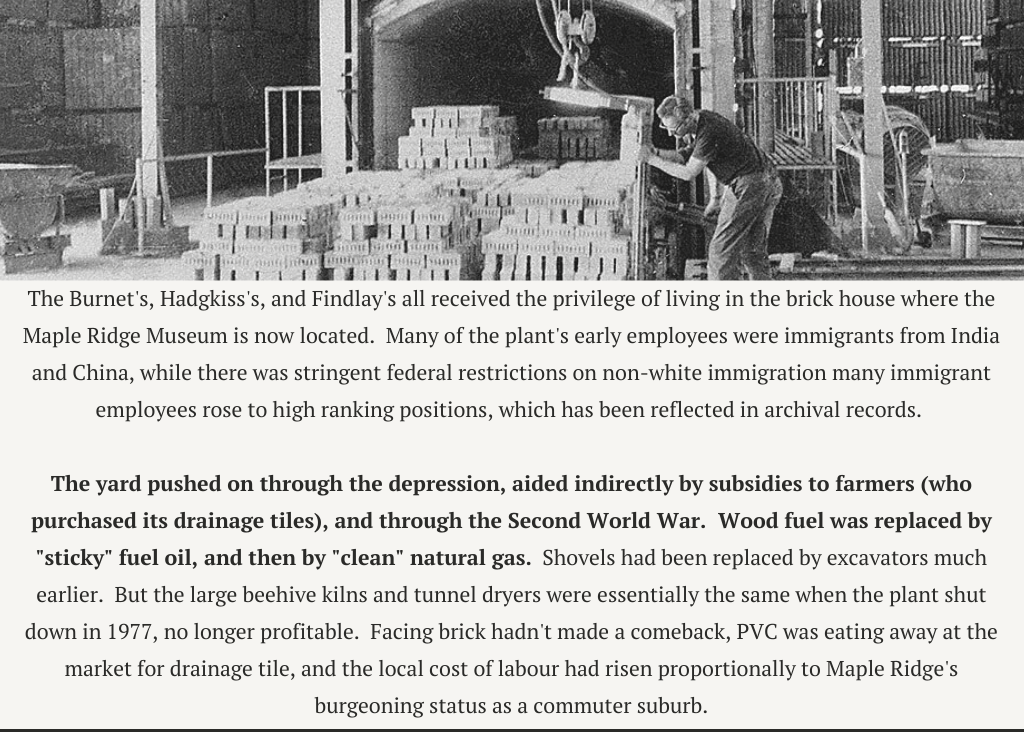 The Burnet's, Hadgkiss's, and Findlay's all received the privilege of living in the brick house where the
Maple Ridge Museum is now located.  Many of the plant's early employees were immigrants from India
and China, while there was stringent federal restrictions on non-white immigration many immigrant
employees rose to high ranking positions, which has been reflected in archival records.
The yard pushed on through the depression, aided indirectly by subsidies to farmers (who
purchased its drainage tiles), and through the Second World War.  Wood fuel was replaced by
"sticky" fuel oil, and then by "clean" natural gas.  Shovels had been replaced by excavators much
earlier.  But the large beehive kilns and tunnel dryers were essentially the same when the plant shut
down in 1977, no longer profitable.  Facing brick hadn't made a comeback, PVC was eating away at the
market for drainage tile, and the local cost of labour had risen proportionally to Maple Ridge's
burgeoning status as a commuter suburb.